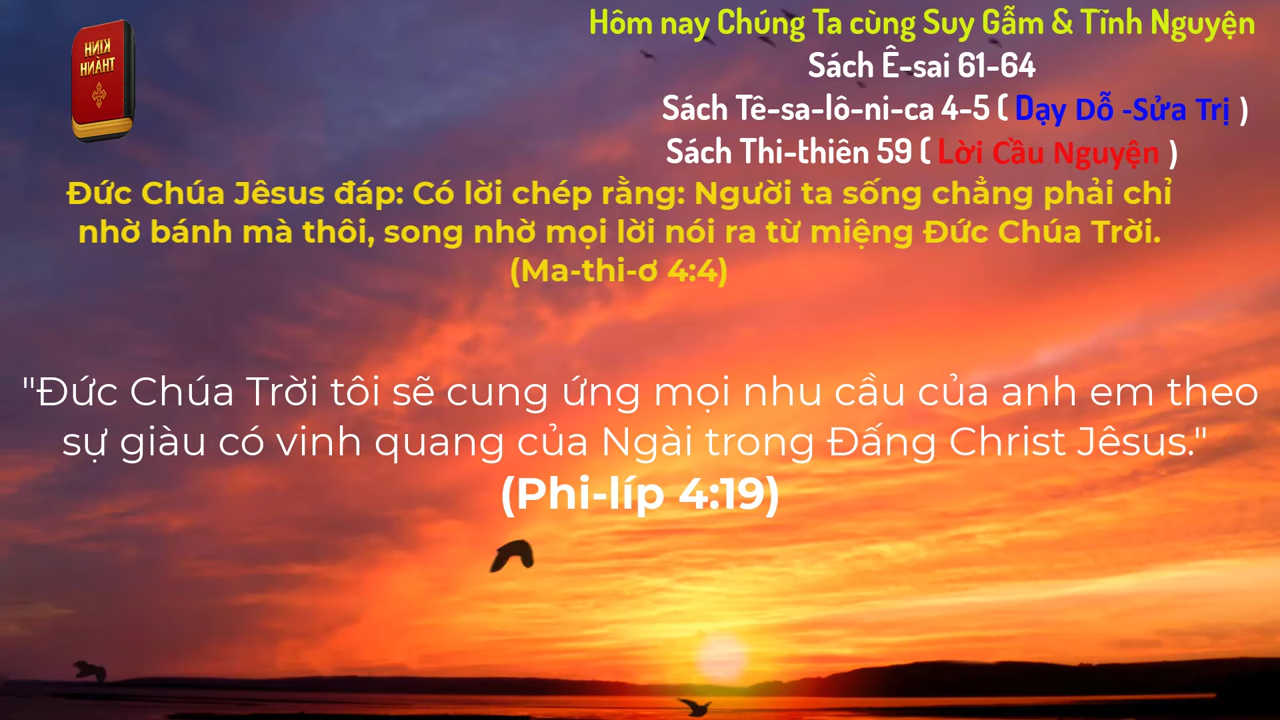 KINH
THÁNH
Hôm nay Chúng Ta cùng Suy Gẫm & Tĩnh Nguyện
Sách Ê-sai 61-64
Sách Tê-sa-lô-ni-ca 4-5 ( Dạy Dỗ -Sửa Trị )
Sách Thi-thiên 59 ( Lời Cầu Nguyện )
Đức Chúa Jêsus đáp: Có lời chép rằng: Người ta sống chẳng phải chỉ
nhờ bánh mà thôi, song nhờ mọi lời nói ra từ miệng Đức Chúa Trời.
(Ma-thi-ơ 4:4)
"Đức Chúa Trời tôi sẽ cung ứng mọi nhu cầu của anh em theo
sự giàu có vinh quang của Ngài trong Đấng Christ Jêsus."
(Phi-líp 4:19)